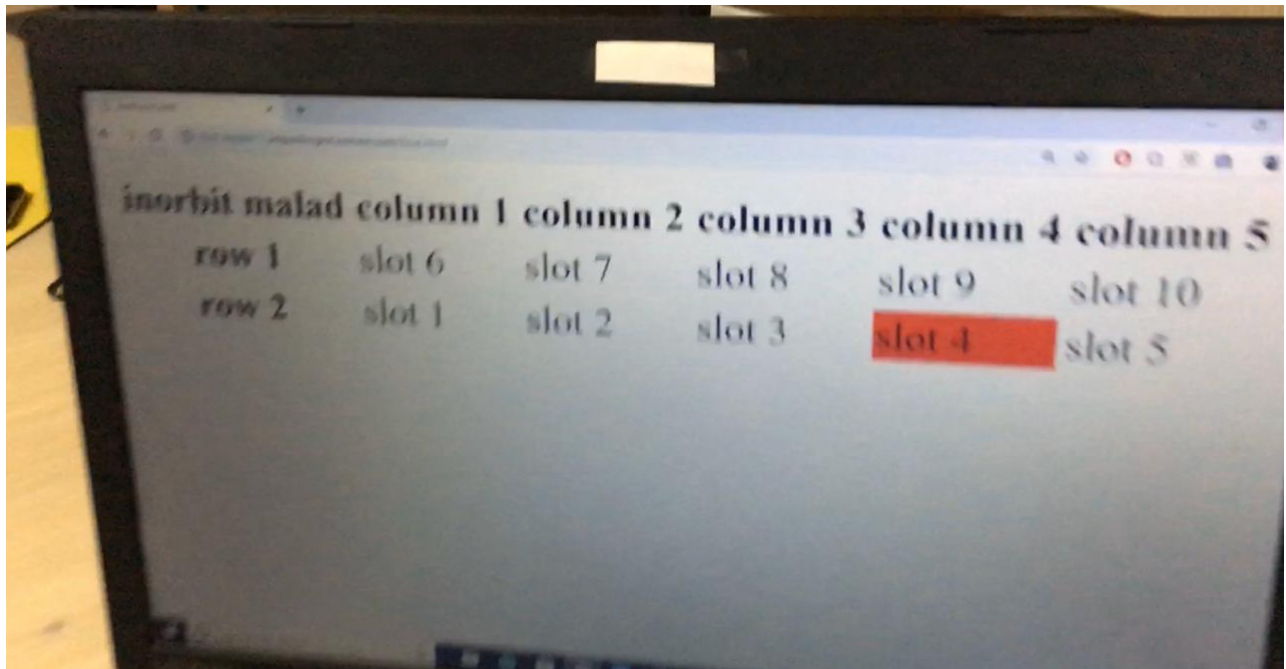 inorbit malad column 1 column 2 column 3 column 4 column 5
row 1 slot 6 slot 7 slot 8 slot 9 slot 10
row 2 slot 1 slot 2 slot 3 slot 4 slot 5